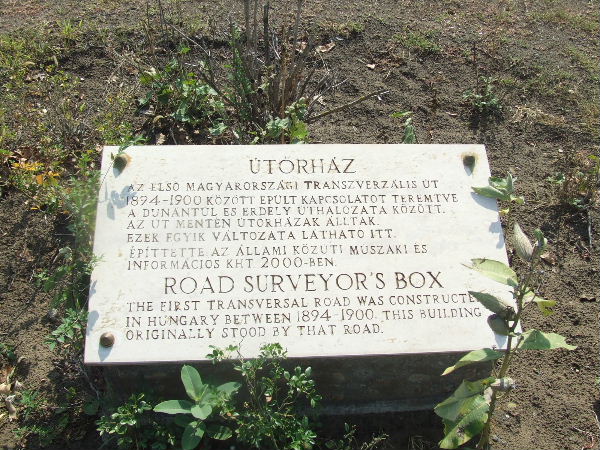 ÚTŐRHÁZ
AZ ELSŐ MAGYARORSZÁGI TRANSZVERZÁLIS ÚT
1894-1900 KÖZÖTT ÉPÜLT KAPCSOLATOT TEREMTVE
A DUNÁNTÚL ÉS ERDÉLY ÚTHÁLÓZATA KÖZÖTT.
AZ ÚT MENTÉN ÚTŐRHÁZAK ÁLLTAK.
EZEK EGYIK VÁLTOZATA LÁTHATÓ ITT.
ÉPÍTTETTE AZ ÁLLAMI KÖZÚTI MŰSZAKI ÉS
INFORMÁCIÓS KHT 2000-BEN.
ROAD SURVEYOR'S BOX
THE FIRST TRANSVERSAL ROAD WAS CONSTRUCTE
IN HUNGARY BETWEEN 1894-1900. THIS BUILDING
ORIGINALLY STOOD BY THAT ROAD.